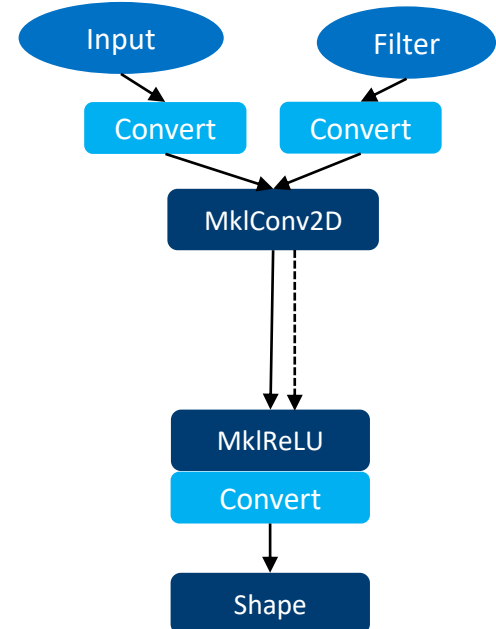 Input
Filter
Convert
Convert
MklConv2D
MklReLU
Convert
Shape